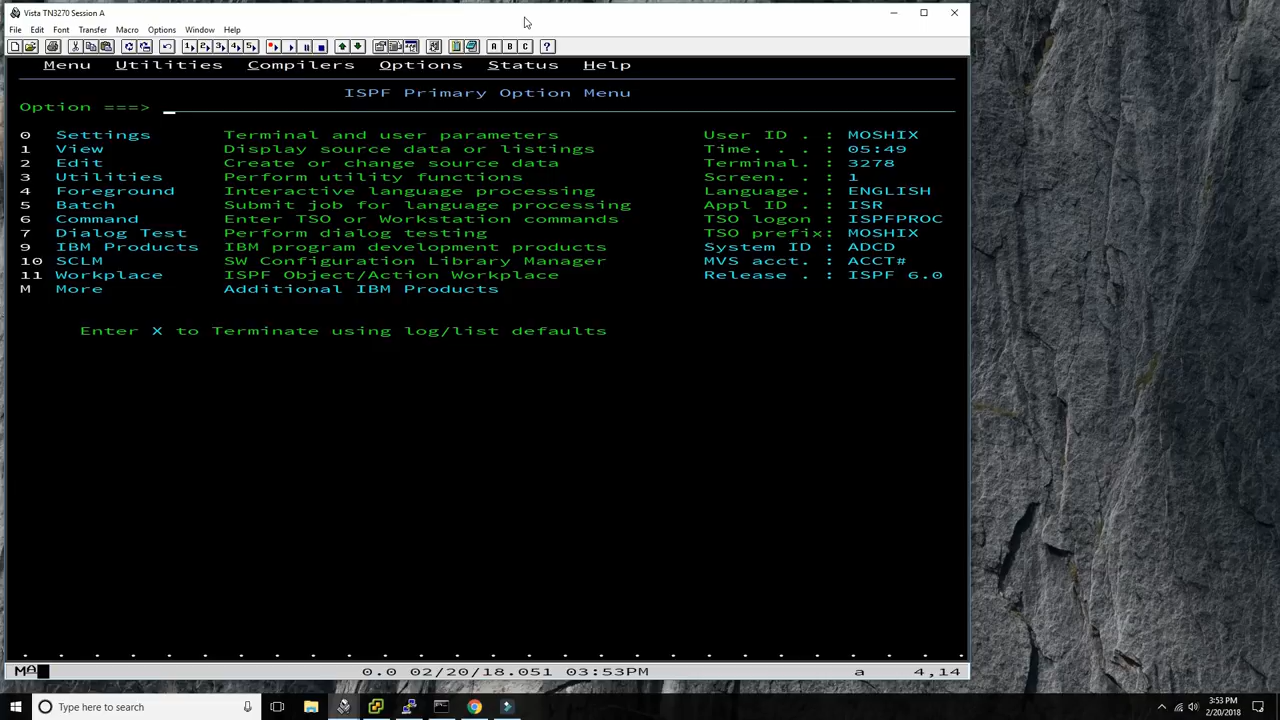 Vista TN3270 Session A
File Edit Font Transfer Macro Options Window Help
1 2 3 4 5 A B C ?
Menu Utilities Compilers Options Status Help
ISPF Primary Option Menu
Option ===>
0 Settings Terminal and user parameters User ID . : MOSHIX
1 View Display source data or listings Time. . . : 05:49
2 Edit Create or change source data Terminal. : 3278
3 Utilities Perform utility functions Screen. . : 1
4 Foreground Interactive language processing Language. : ENGLISH
5 Batch Submit job for language processing Appl ID . : ISR
6 Command Enter TSO or Workstation commands TSO logon : ISPFPROC
7 Dialog Test Perform dialog testing TSO prefix: MOSHIX
9 IBM Products IBM program development products System ID : ADCD
10 SCLM SW Configuration Library Manager MVS acct. : ACCT#
11 Workplace ISPF Object/Action Workplace Release . : ISPF 6.0
M More Additional IBM Products
Enter X to Terminate using log/list defaults
MA 0.0 02/20/18.051 03:53PM a 4,14
Type here to search 3:53 PM
2/20/2018